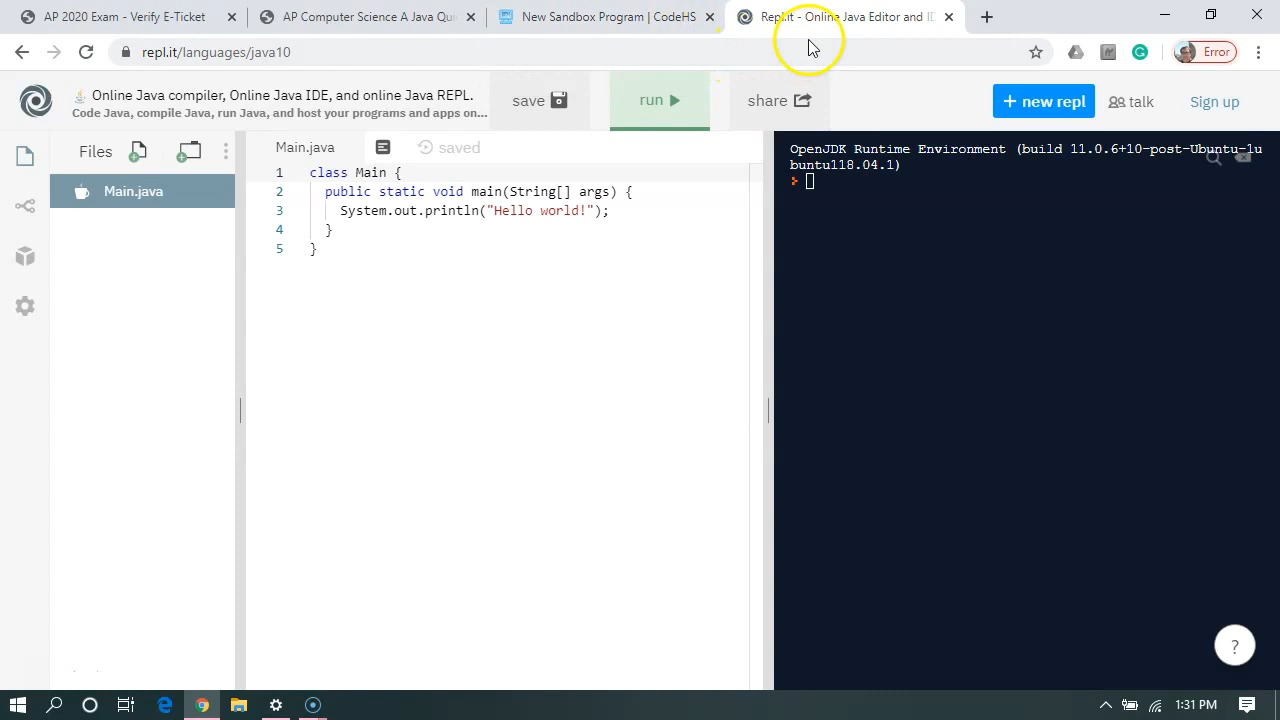 AP 2020 Exam - Verify E-Ticket
AP Computer Science A Java Qui
New Sandbox Program | CodeHS
Repl.it - Online Java Editor and ID
repl.it/languages/java10
Error
Online Java compiler, Online Java IDE, and online Java REPL.
Code Java, compile Java, run Java, and host your programs and apps on...
save
run
share
+ new repl
talk
Sign up
Files
Main.java
Main.java
saved
1 class Main {
2 public static void main(String[] args) {
3 System.out.println("Hello world!");
4 }
5 }
OpenJDK Runtime Environment (build 11.0.6+10-post-Ubuntu-1u
buntu118.04.1)
>
?
1:31 PM